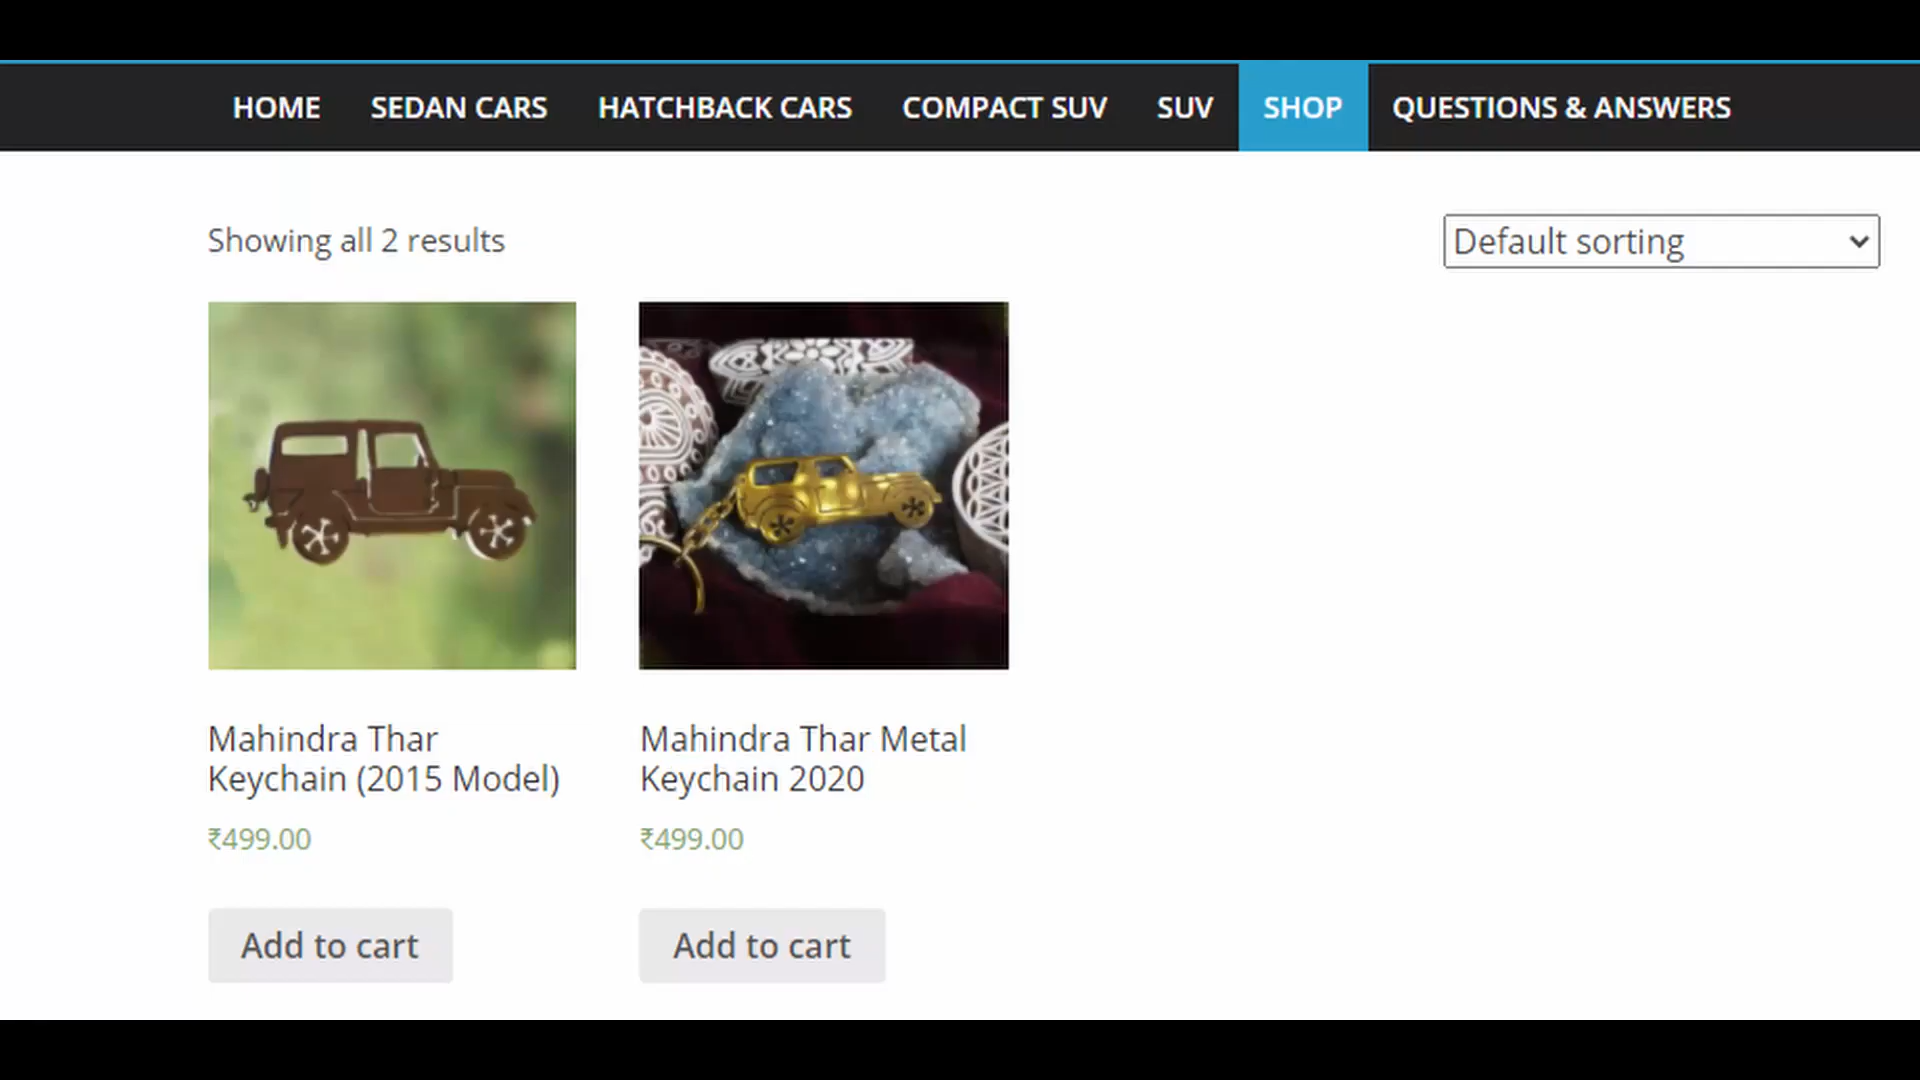 HOME SEDAN CARS HATCHBACK CARS COMPACT SUV SUV SHOP QUESTIONS & ANSWERS
Showing all 2 results
Default sorting
Mahindra Thar
Keychain (2015 Model)
₹499.00
Add to cart
Mahindra Thar Metal
Keychain 2020
₹499.00
Add to cart